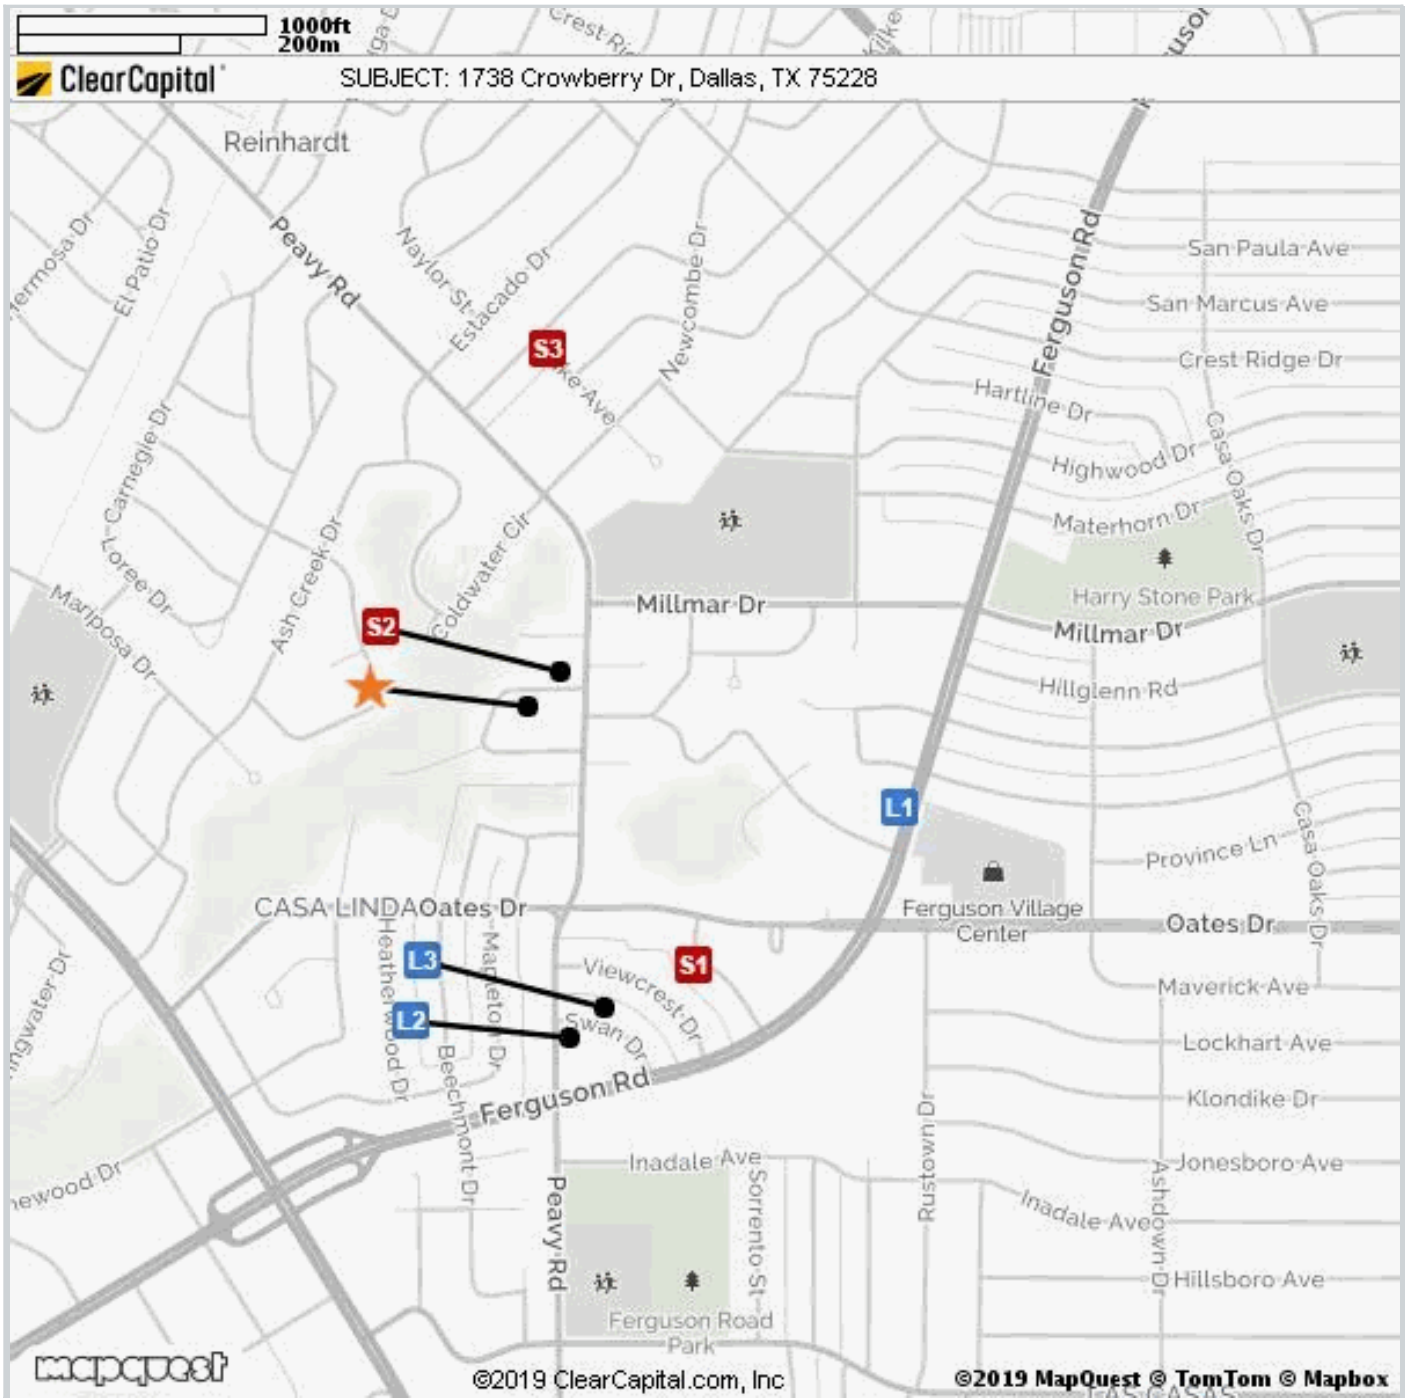 1000ft
200m
Crest Ri
ClearCapital
SUBJECT: 1738 Crowberry Dr, Dallas, TX 75228
Reinhardt
Peavy Rd
El Patio Dr
Naylor St
Estacado Dr
Newcombe Dr
Ferguson Rd
San Paula Ave
San Marcus Ave
Crest Ridge Dr
S3
ke Ave
Hartline Dr
Casa Oaks Dr
Highwood Dr
Materhorn Dr
Carnegie Dr
Loree Dr
Ash Creek Dr
Coldwater Cir
Mariposa Dr
Millmar Dr
Harry Stone Park
Millmar Dr
S2
Hillglenn Rd
L1
Province Ln
Casa Oaks Dr
CASA LINDA
Oates Dr
Ferguson Village
Center
Oates Dr
Heatherwood Dr
Mapleton Dr
L3
S1
Viewcrest Dr
Maverick Ave
L2
Swan Dr
Lockhart Ave
Beechmont Dr
Ferguson Rd
Klondike Dr
Inadale Ave
Jonesboro Ave
Peavy Rd
Sorrento St
Rustown Dr
Inadale Ave
Ashdown Dr
Hillsboro Ave
Ferguson Road
Park
mapquest
©2019 ClearCapital.com, Inc
©2019 MapQuest © TomTom © Mapbox